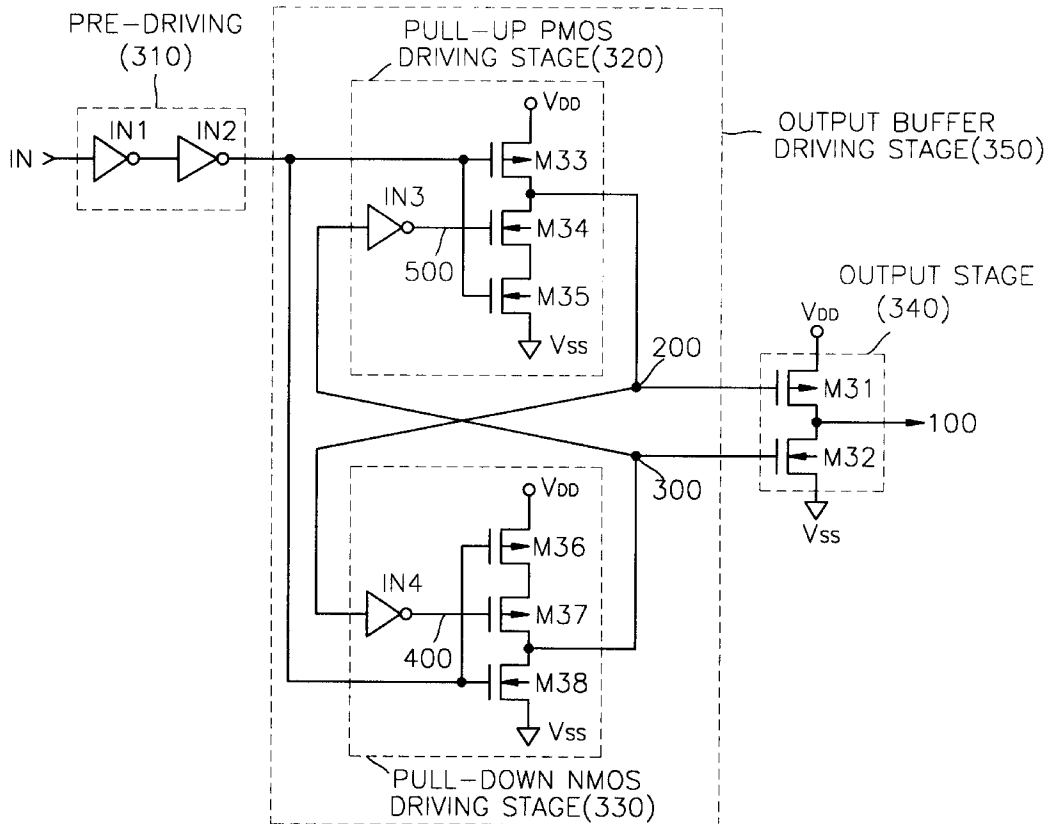 PRE-DRIVING
(310)
PULL-UP PMOS
DRIVING STAGE(320)
VDD
IN1
IN2
IN
M33
OUTPUT BUFFER
DRIVING STAGE(350)
IN3
M34
500
M35
VSS
OUTPUT STAGE
(340)
VDD
200
M31
100
M32
300
VSS
VDD
M36
IN4
M37
400
M38
VSS
PULL-DOWN NMOS
DRIVING STAGE(330)